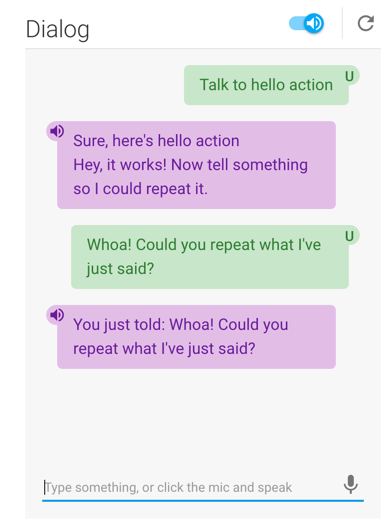 Dialog
Talk to hello action
U
Sure, here's hello action
Hey, it works! Now tell something
so I could repeat it.
Whoa! Could you repeat what I've
just said?
U
You just told: Whoa! Could you
repeat what I've just said?
Type something, or click the mic and speak